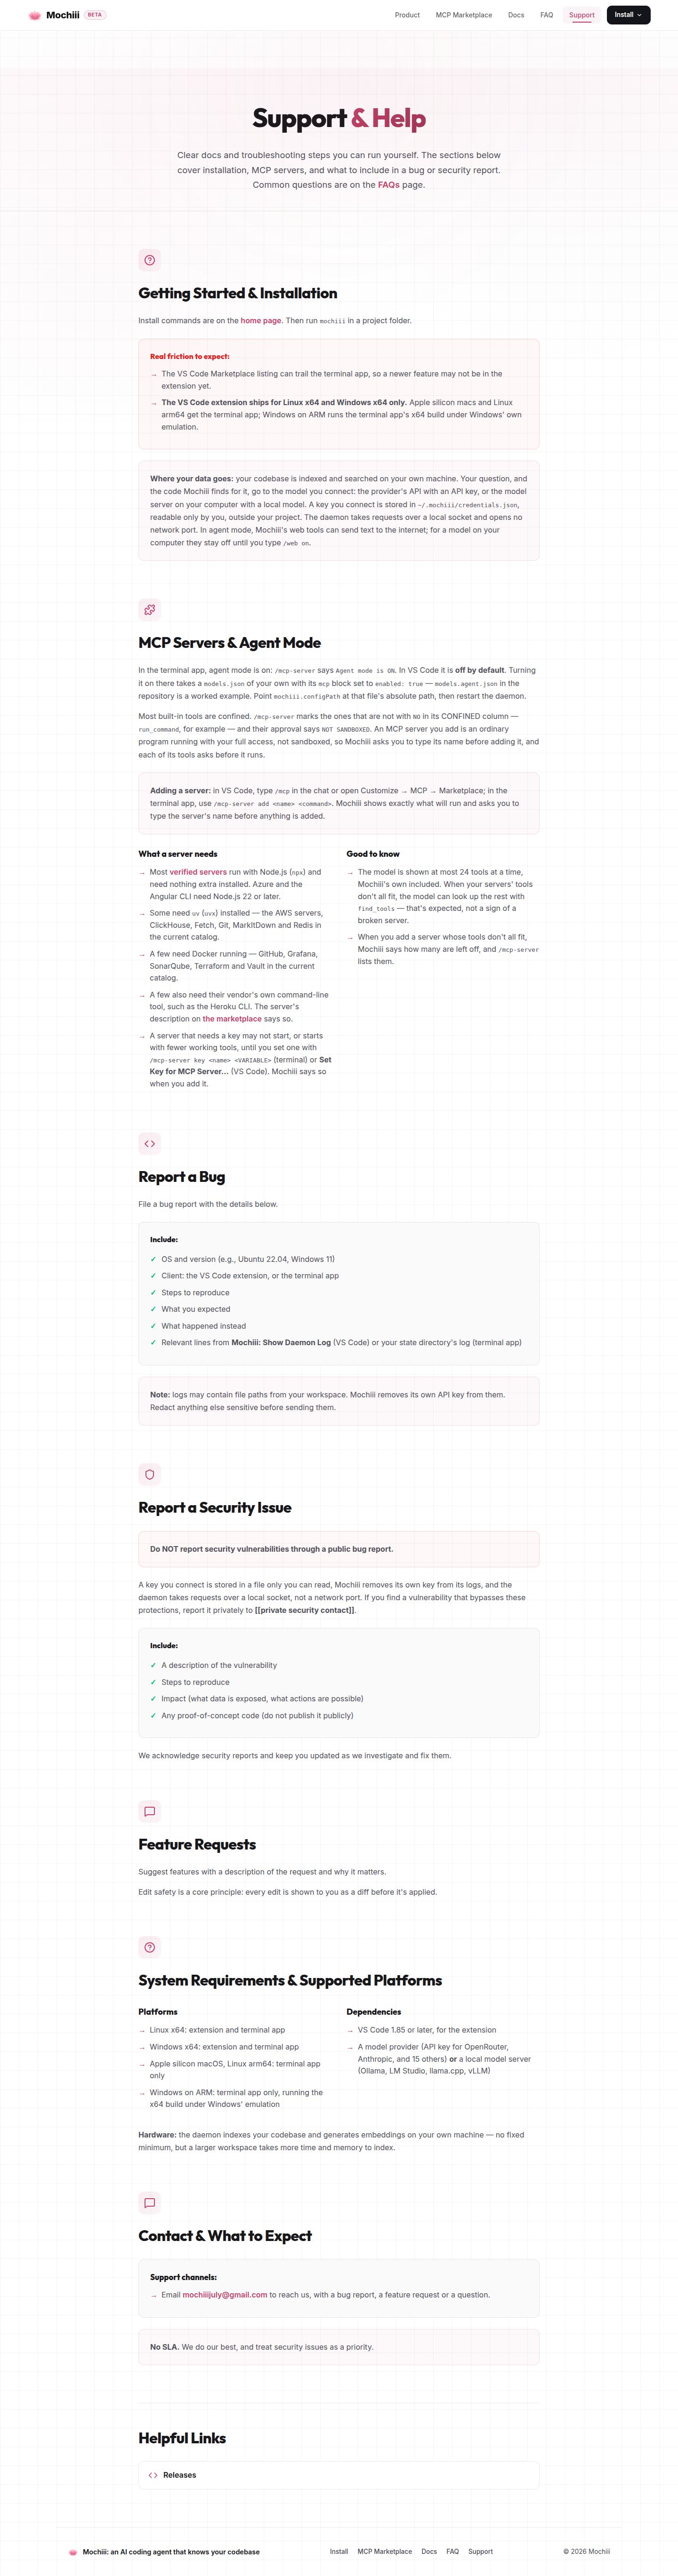 Mochiii BETA
Product MCP Marketplace Docs FAQ Support Install
Support & Help
Clear docs and troubleshooting steps you can run yourself. The sections below
cover installation, MCP servers, and what to include in a bug or security report.
Common questions are on the FAQs page.
Getting Started & Installation
Install commands are on the home page. Then run mochiii in a project folder.
Real friction to expect:
→ The VS Code Marketplace listing can trail the terminal app, so a newer feature may not be in the
extension yet.
→ The VS Code extension ships for Linux x64 and Windows x64 only. Apple silicon macs and Linux
arm64 get the terminal app; Windows on ARM runs the terminal app's x64 build under Windows' own
emulation.
Where your data goes: your codebase is indexed and searched on your own machine. Your question, and
the code Mochiii finds for it, go to the model you connect: the provider's API with an API key, or the model
server on your computer with a local model. A key you connect is stored in ~/.mochiii/credentials.json,
readable only by you, outside your project. The daemon takes requests over a local socket and opens no
network port. In agent mode, Mochiii's web tools can send text to the internet; for a model on your
computer they stay off until you type /web on.
MCP Servers & Agent Mode
In the terminal app, agent mode is on: /mcp-server says Agent mode is ON. In VS Code it is off by default. Turning
it on there takes a models.json of your own with its mcp block set to enabled: true — models.agent.json in the
repository is a worked example. Point mochiii.configPath at that file's absolute path, then restart the daemon.
Most built-in tools are confined. /mcp-server marks the ones that are not with NO in its CONFINED column —
run_command, for example — and their approval says NOT SANDBOXED. An MCP server you add is an ordinary
program running with your full access, not sandboxed, so Mochiii asks you to type its name before adding it, and
each of its tools asks before it runs.
Adding a server: in VS Code, type /mcp in the chat or open Customize → MCP → Marketplace; in the
terminal app, use /mcp-server add <name> <command>. Mochiii shows exactly what will run and asks you to
type the server's name before anything is added.
What a server needs
→ Most verified servers run with Node.js (npx) and
need nothing extra installed. Azure and the
Angular CLI need Node.js 22 or later.
→ Some need uv (uvx) installed — the AWS servers,
ClickHouse, Fetch, Git, MarkItDown and Redis in
the current catalog.
→ A few need Docker running — GitHub, Grafana,
SonarQube, Terraform and Vault in the current
catalog.
→ A few also need their vendor's own command-line
tool, such as the Heroku CLI. The server's
description on the marketplace says so.
→ A server that needs a key may not start, or starts
with fewer working tools, until you set one with
/mcp-server key <name> <VARIABLE> (terminal) or Set
Key for MCP Server... (VS Code). Mochiii says so
when you add it.
Good to know
→ The model is shown at most 24 tools at a time,
Mochiii's own included. When your servers' tools
don't all fit, the model can look up the rest with
find_tools — that's expected, not a sign of a
broken server.
→ When you add a server whose tools don't all fit,
Mochiii says how many are left off, and /mcp-server
lists them.
Report a Bug
File a bug report with the details below.
Include:
✓ OS and version (e.g., Ubuntu 22.04, Windows 11)
✓ Client: the VS Code extension, or the terminal app
✓ Steps to reproduce
✓ What you expected
✓ What happened instead
✓ Relevant lines from Mochiii: Show Daemon Log (VS Code) or your state directory's log (terminal app)
Note: logs may contain file paths from your workspace. Mochiii removes its own API key from them.
Redact anything else sensitive before sending them.
Report a Security Issue
Do NOT report security vulnerabilities through a public bug report.
A key you connect is stored in a file only you can read, Mochiii removes its own key from its logs, and the
daemon takes requests over a local socket, not a network port. If you find a vulnerability that bypasses these
protections, report it privately to [[private security contact]].
Include:
✓ A description of the vulnerability
✓ Steps to reproduce
✓ Impact (what data is exposed, what actions are possible)
✓ Any proof-of-concept code (do not publish it publicly)
We acknowledge security reports and keep you updated as we investigate and fix them.
Feature Requests
Suggest features with a description of the request and why it matters.
Edit safety is a core principle: every edit is shown to you as a diff before it's applied.
System Requirements & Supported Platforms
Platforms
→ Linux x64: extension and terminal app
→ Windows x64: extension and terminal app
→ Apple silicon macOS, Linux arm64: terminal app
only
→ Windows on ARM: terminal app only, running the
x64 build under Windows' emulation
Dependencies
→ VS Code 1.85 or later, for the extension
→ A model provider (API key for OpenRouter,
Anthropic, and 15 others) or a local model server
(Ollama, LM Studio, llama.cpp, vLLM)
Hardware: the daemon indexes your codebase and generates embeddings on your own machine — no fixed
minimum, but a larger workspace takes more time and memory to index.
Contact & What to Expect
Support channels:
→ Email mochiiijuly@gmail.com to reach us, with a bug report, a feature request or a question.
No SLA. We do our best, and treat security issues as a priority.
Helpful Links
Releases
Mochiii: an AI coding agent that knows your codebase
Install MCP Marketplace Docs FAQ Support
© 2026 Mochiii